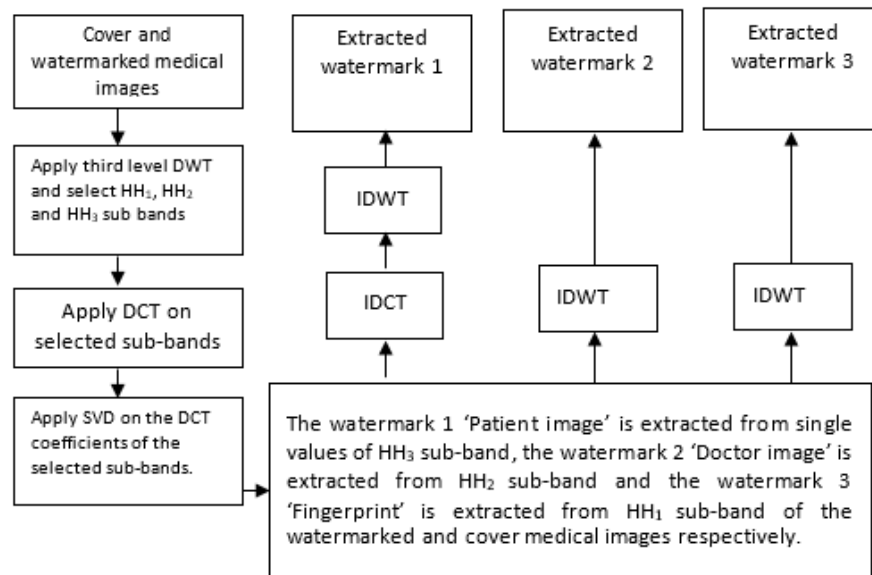 Cover and
watermarked medical
images
Apply third level DWT
and select HH₁, HH₂
and HH₃ sub bands
Apply DCT on
selected sub-bands
Apply SVD on the DCT
coefficients of the
selected sub-bands.
Extracted
watermark 1
IDWT
IDCT
Extracted
watermark 2
IDWT
Extracted
watermark 3
IDWT
The watermark 1 ‘Patient image’ is extracted from single
values of HH₃ sub-band, the watermark 2 ‘Doctor image’ is
extracted from HH₂ sub-band and the watermark 3
‘Fingerprint’ is extracted from HH₁ sub-band of the
watermarked and cover medical images respectively.